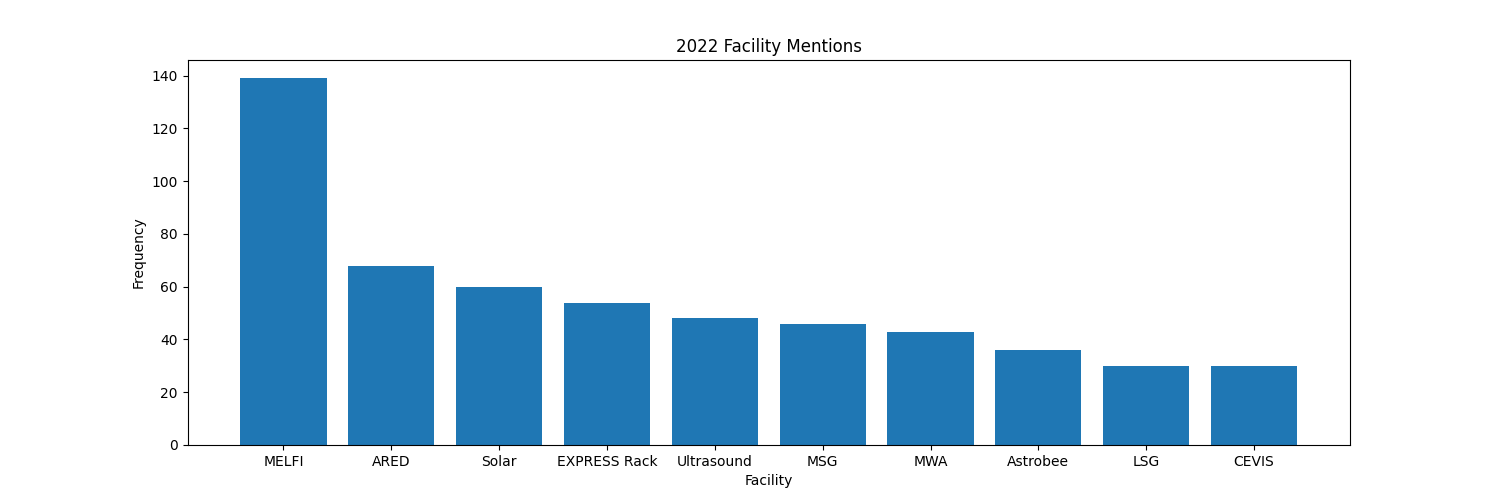 2022 Facility Mentions
Frequency
140
120
100
80
60
40
20
0
MELFI ARED Solar EXPRESS Rack Ultrasound MSG MWA Astrobee LSG CEVIS
Facility